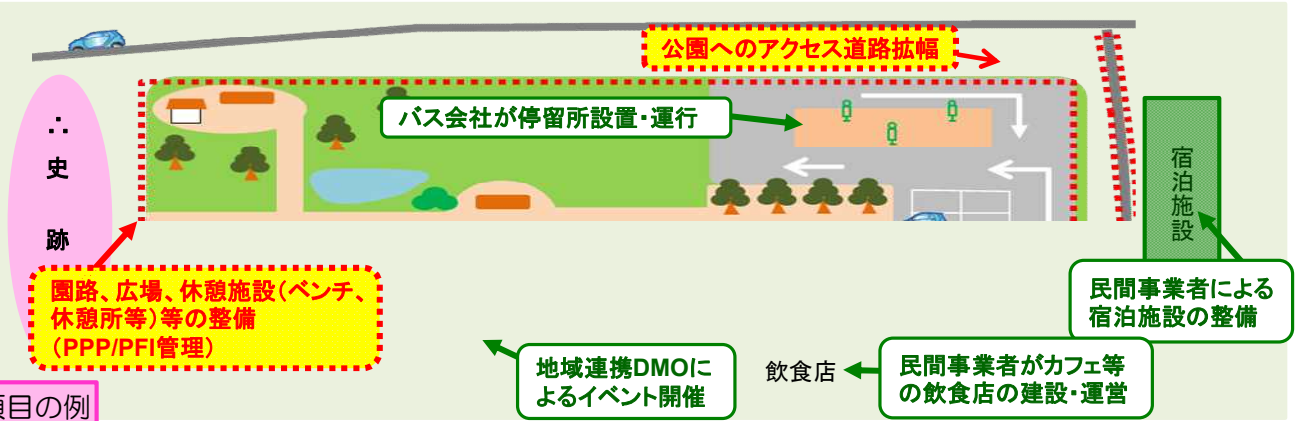 公園へのアクセス道路拡幅
バス会社が停留所設置・運行
∴
史
跡
宿泊施設
園路、広場、休憩施設(ベンチ、
休憩所等)等の整備
(PPP/PFI管理)
民間事業者による
宿泊施設の整備
地域連携DMOに
よるイベント開催
飲食店
民間事業者がカフェ等
の飲食店の建設・運営
目の例